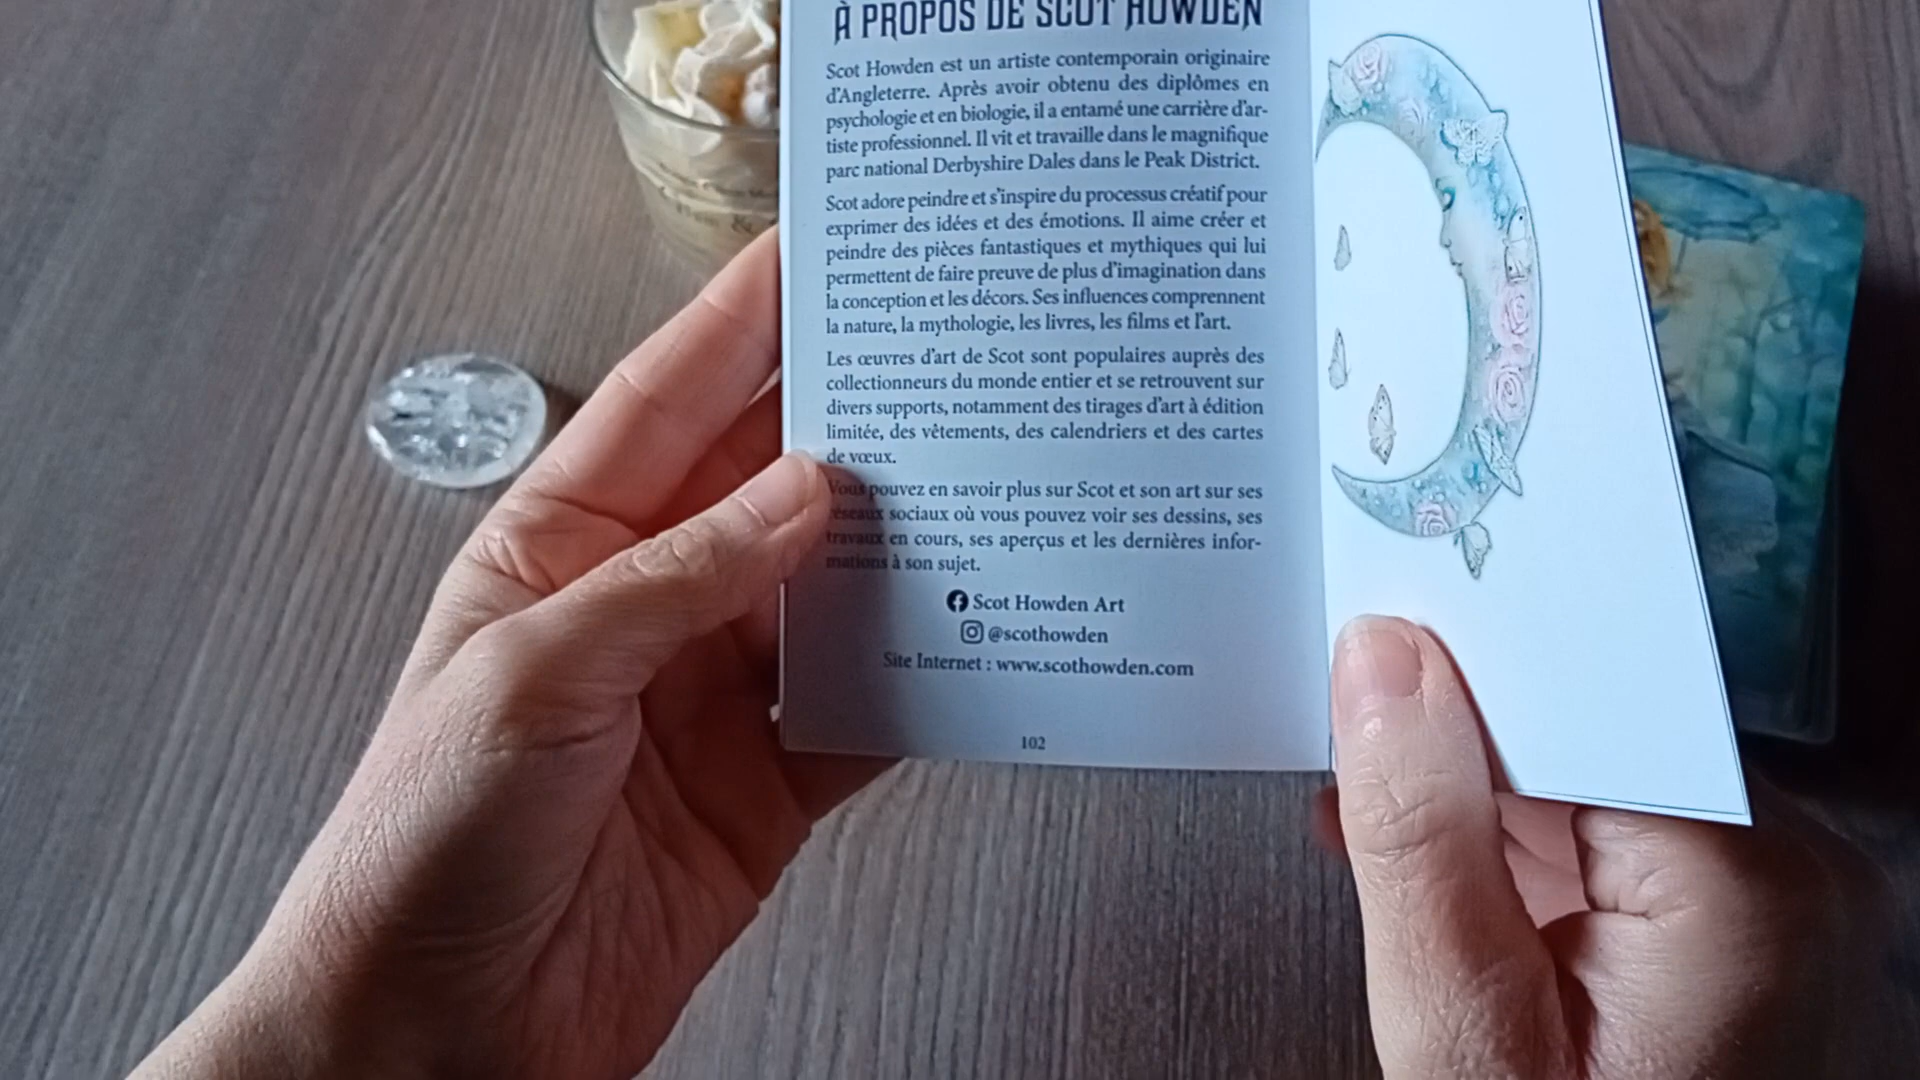 À PROPOS DE SCOT HOWDEN
Scot Howden est un artiste contemporain originaire
d'Angleterre. Après avoir obtenu des diplômes en
psychologie et en biologie, il a entamé une carrière d'ar-
tiste professionnel. Il vit et travaille dans le magnifique
parc national Derbyshire Dales dans le Peak District.
Scot adore peindre et s'inspire du processus créatif pour
exprimer des idées et des émotions. Il aime créer et
peindre des pièces fantastiques et mythiques qui lui
permettent de faire preuve de plus d'imagination dans
la conception et les décors. Ses influences comprennent
la nature, la mythologie, les livres, les films et l'art.
Les œuvres d'art de Scot sont populaires auprès des
collectionneurs du monde entier et se retrouvent sur
divers supports, notamment des tirages d'art à édition
limitée, des vêtements, des calendriers et des cartes
de vœux.
Vous pouvez en savoir plus sur Scot et son art sur ses
réseaux sociaux où vous pouvez voir ses dessins, ses
travaux en cours, ses aperçus et les dernières infor-
mations à son sujet.
Scot Howden Art
@scothowden
Site Internet : www.scothowden.com
102